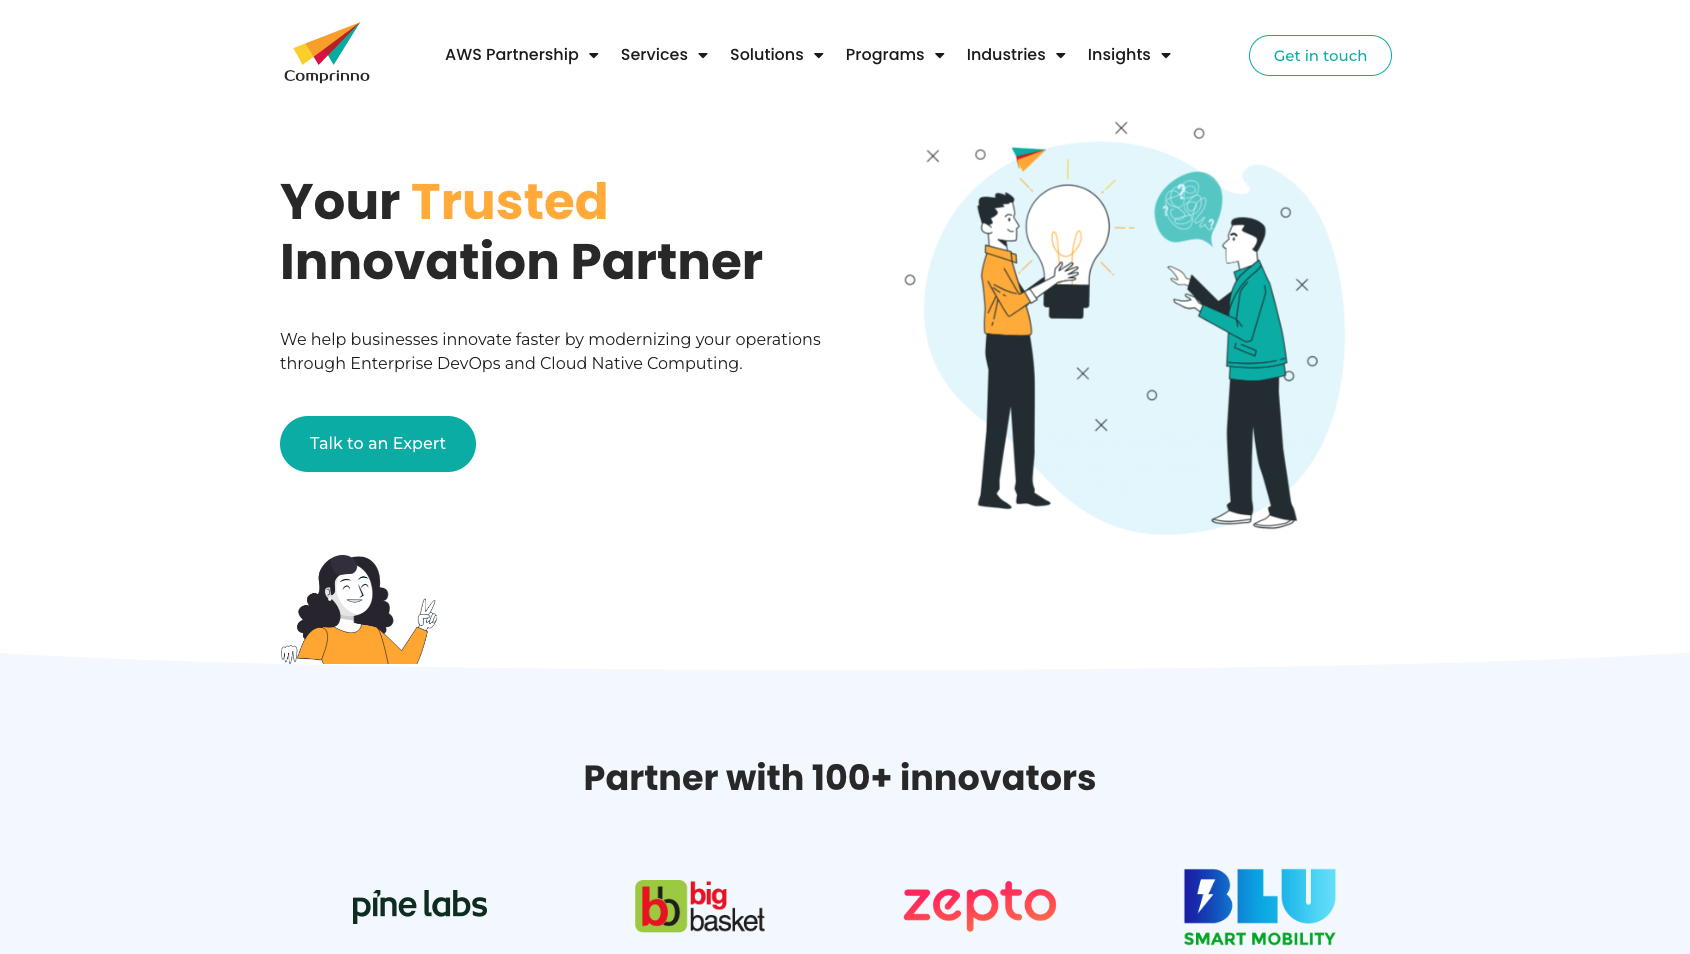 Comprinno
AWS Partnership
Services
Solutions
Programs
Industries
Insights
Get in touch
Your Trusted
Innovation Partner
We help businesses innovate faster by modernizing your operations
through Enterprise DevOps and Cloud Native Computing.
Talk to an Expert
Partner with 100+ innovators
pine labs
bb
big
basket
zepto
BLU
SMART MOBILITY